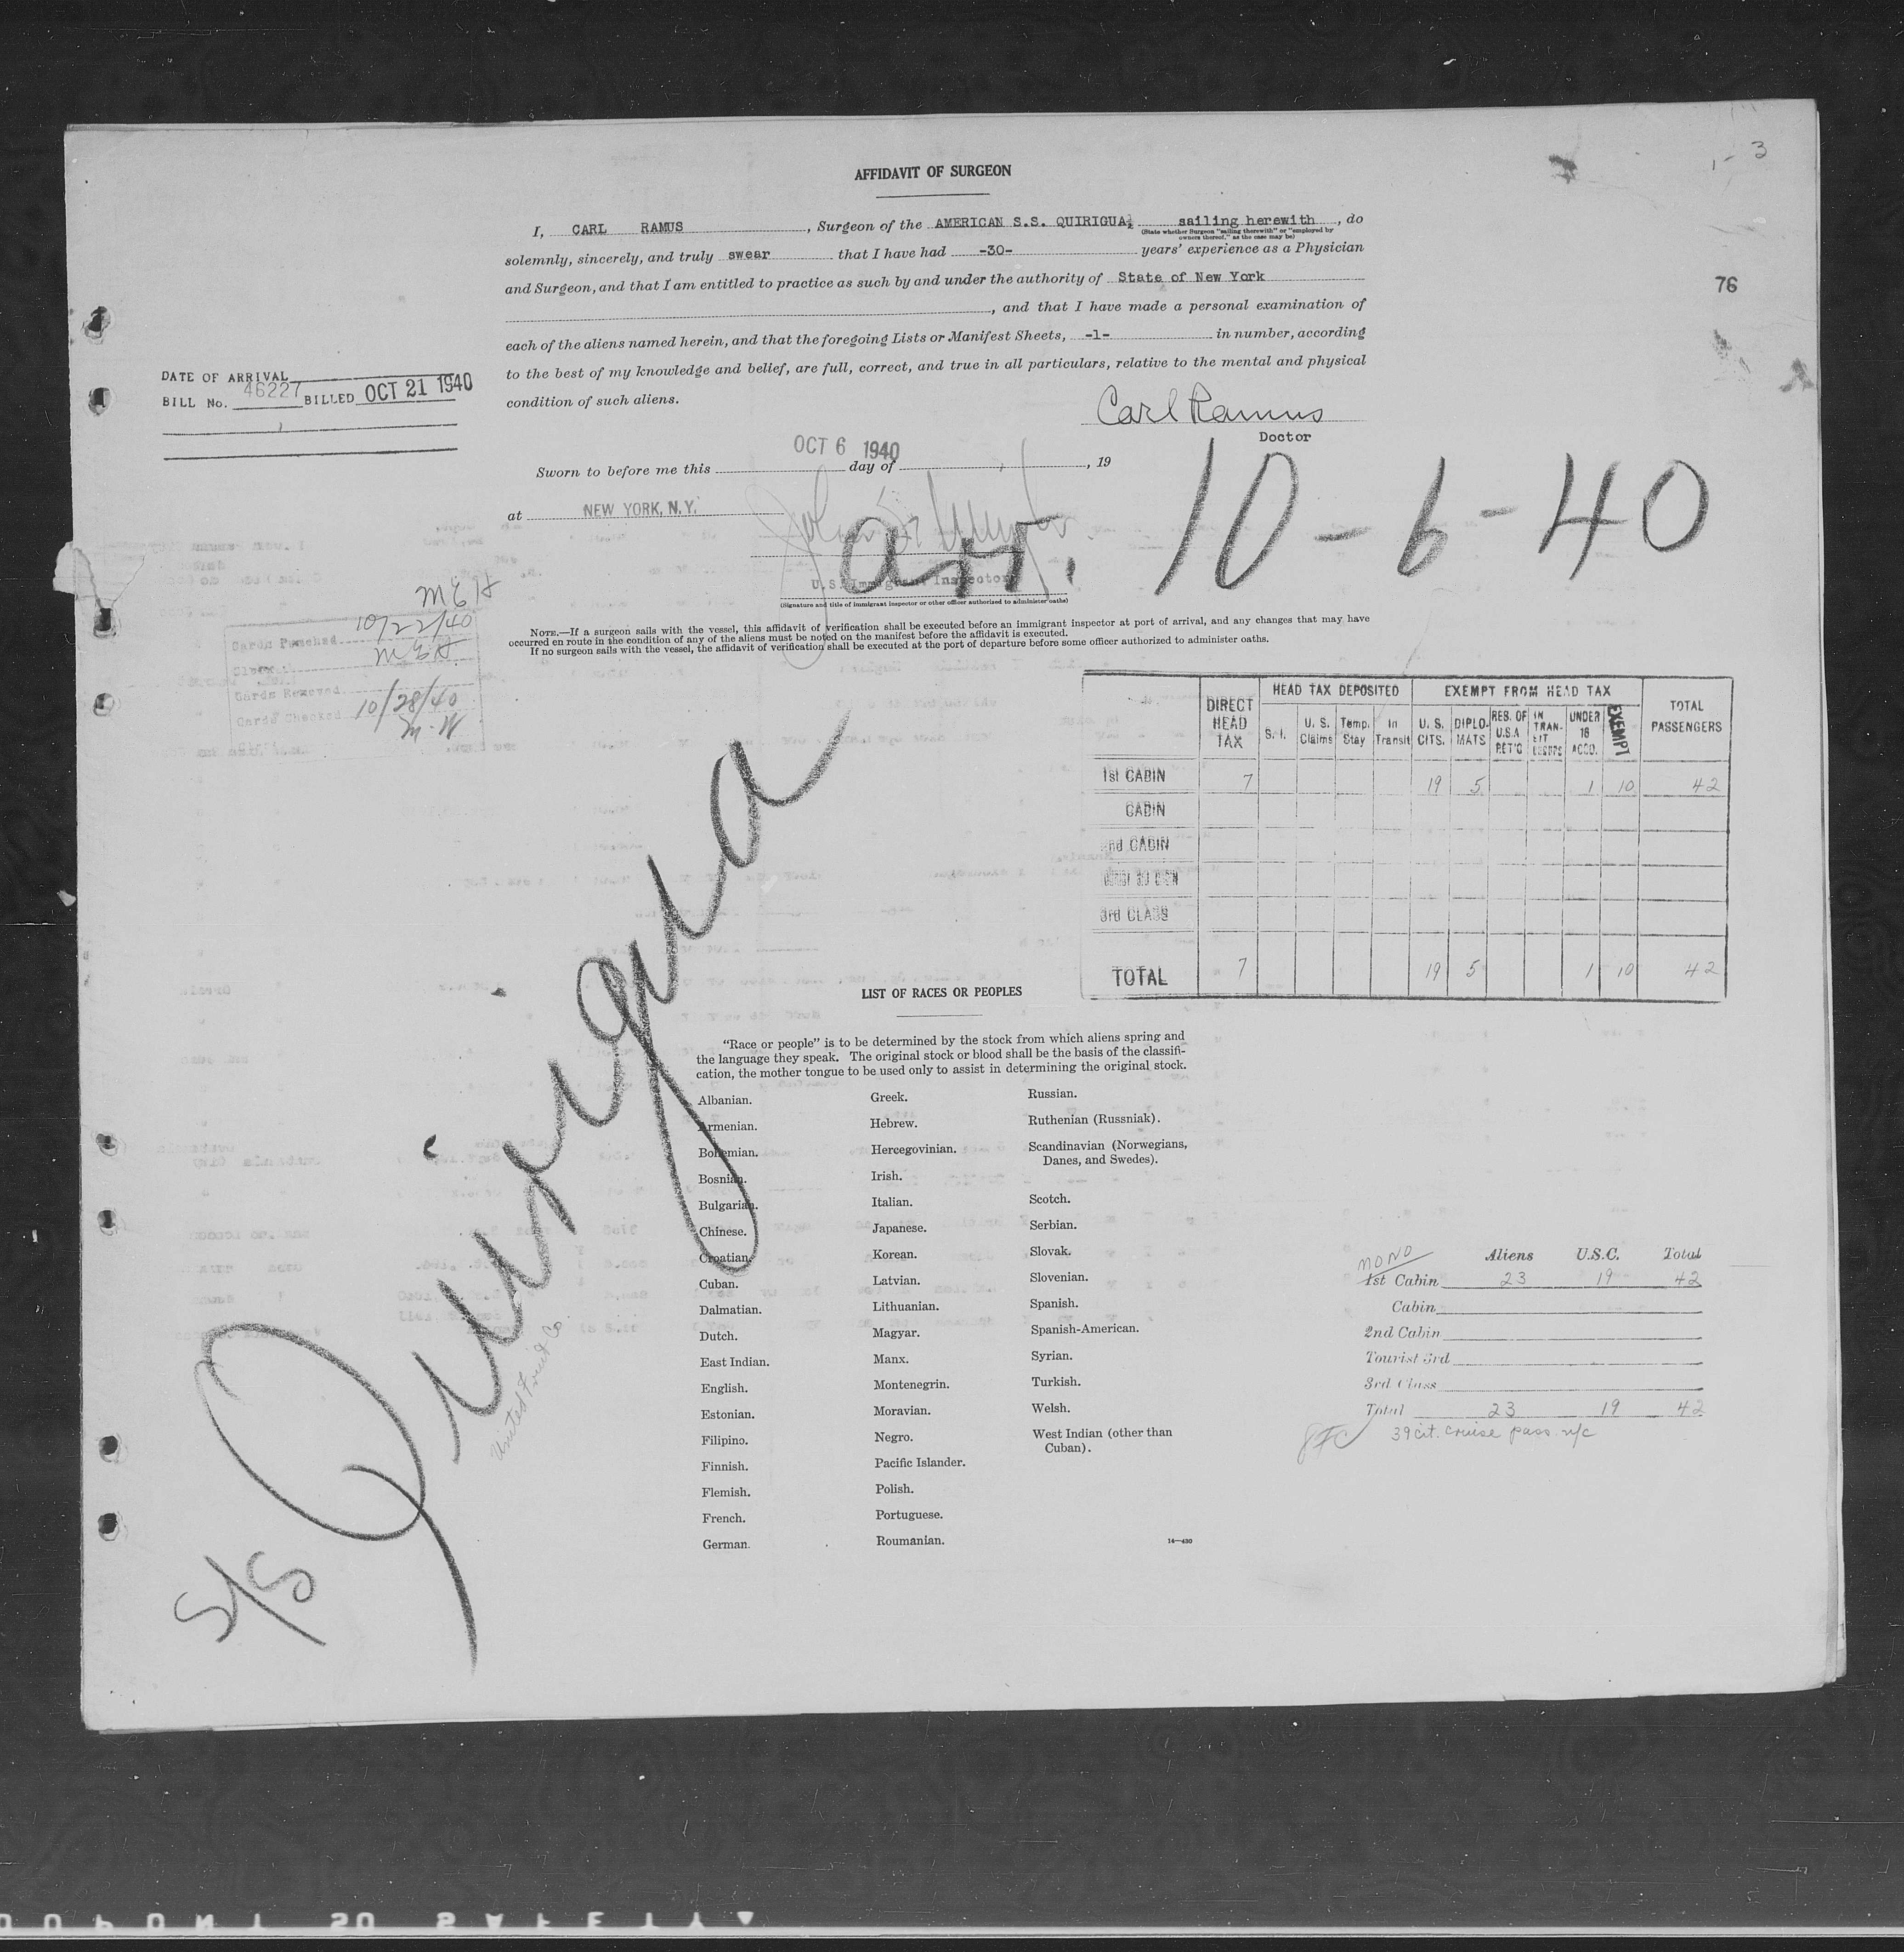 1-3
AFFIDAVIT OF SURGEON
I, CARL RAMUS, Surgeon of the AMERICAN S.S. QUIRIGUA, sailing herewith, do
(State whether Surgeon "sailing therewith" or "employed by
owners thereof," as the case may be)
solemnly, sincerely, and truly swear that I have had -30- years' experience as a Physician
and Surgeon, and that I am entitled to practice as such by and under the authority of State of New York
76
, and that I have made a personal examination of
each of the aliens named herein, and that the foregoing Lists or Manifest Sheets, -1- in number, according
to the best of my knowledge and belief, are full, correct, and true in all particulars, relative to the mental and physical
condition of such aliens.
DATE OF ARRIVAL
BILL No. 46227 BILLED OCT 21 1940
Carl Ramus
Doctor
OCT 6 1940
Sworn to before me this day of , 19
at NEW YORK, N.Y.
arr. 10-6-40
U.S. Immigrant Inspector
(Signature and title of immigrant inspector or other officer authorized to administer oaths)
NOTE.—If a surgeon sails with the vessel, this affidavit of verification shall be executed before an immigrant inspector at port of arrival, and any changes that may have
occurred en route in the condition of any of the aliens must be noted on the manifest before the affidavit is executed.
If no surgeon sails with the vessel, the affidavit of verification shall be executed at the port of departure before some officer authorized to administer oaths.
MEH
Cards Punched 10/22/40
Clerk MEH
Cards Removed
Cards Checked 10/28/40
M.W
HEAD TAX DEPOSITED EXEMPT FROM HEAD TAX
DIRECT HEAD TAX S.I. U.S. Claims Temp. Stay In Transit U.S. CITS. DIPLOMATS RES. OF U.S.A RET'G IN TRANSIT UNDER 16 ACCO. EXEMPT TOTAL PASSENGERS
1st CABIN 7 19 5 1 10 42
CABIN
2nd CABIN
3rd CLASS
TOTAL 7 19 5 1 10 42
S/S Quirigua
United Fruit Co.
LIST OF RACES OR PEOPLES
"Race or people" is to be determined by the stock from which aliens spring and
the language they speak. The original stock or blood shall be the basis of the classifi-
cation, the mother tongue to be used only to assist in determining the original stock.
Albanian.
Armenian.
Bohemian.
Bosnian.
Bulgarian.
Chinese.
Croatian.
Cuban.
Dalmatian.
Dutch.
East Indian.
English.
Estonian.
Filipino.
Finnish.
Flemish.
French.
German.
Greek.
Hebrew.
Hercegovinian.
Irish.
Italian.
Japanese.
Korean.
Latvian.
Lithuanian.
Magyar.
Manx.
Montenegrin.
Moravian.
Negro.
Pacific Islander.
Polish.
Portuguese.
Roumanian.
Russian.
Ruthenian (Russniak).
Scandinavian (Norwegians,
Danes, and Swedes).
Scotch.
Serbian.
Slovak.
Slovenian.
Spanish.
Spanish-American.
Syrian.
Turkish.
Welsh.
West Indian (other than
Cuban).
14-430
MONO
Aliens U.S.C. Total
1st Cabin 23 19 42
Cabin
2nd Cabin
Tourist 3rd
3rd Class
Total 23 19 42
39 cit. cruise pass. n/c
DUPONT SAFETY